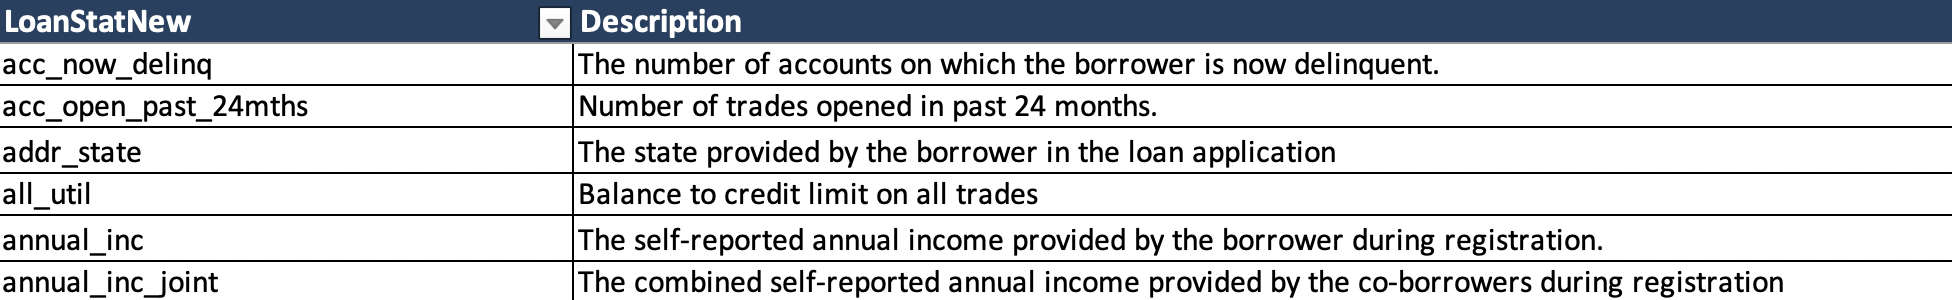 LoanStatNew Description
acc_now_delinq The number of accounts on which the borrower is now delinquent.
acc_open_past_24mths Number of trades opened in past 24 months.
addr_state The state provided by the borrower in the loan application
all_util Balance to credit limit on all trades
annual_inc The self-reported annual income provided by the borrower during registration.
annual_inc_joint The combined self-reported annual income provided by the co-borrowers during registration